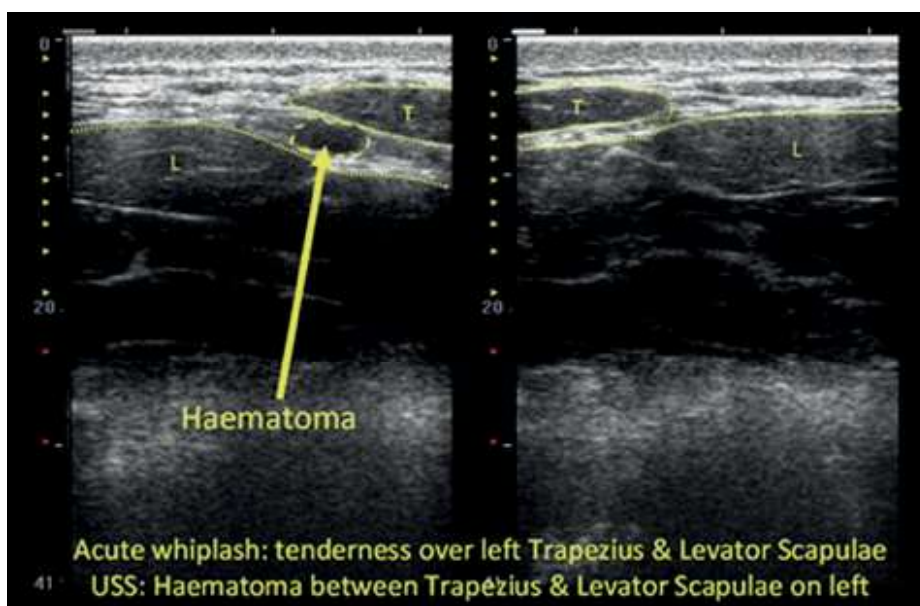 0
T
T
L
L
20
Haematoma
Acute whiplash: tenderness over left Trapezius & Levator Scapulae
41
USS: Haematoma between Trapezius & Levator Scapulae on left